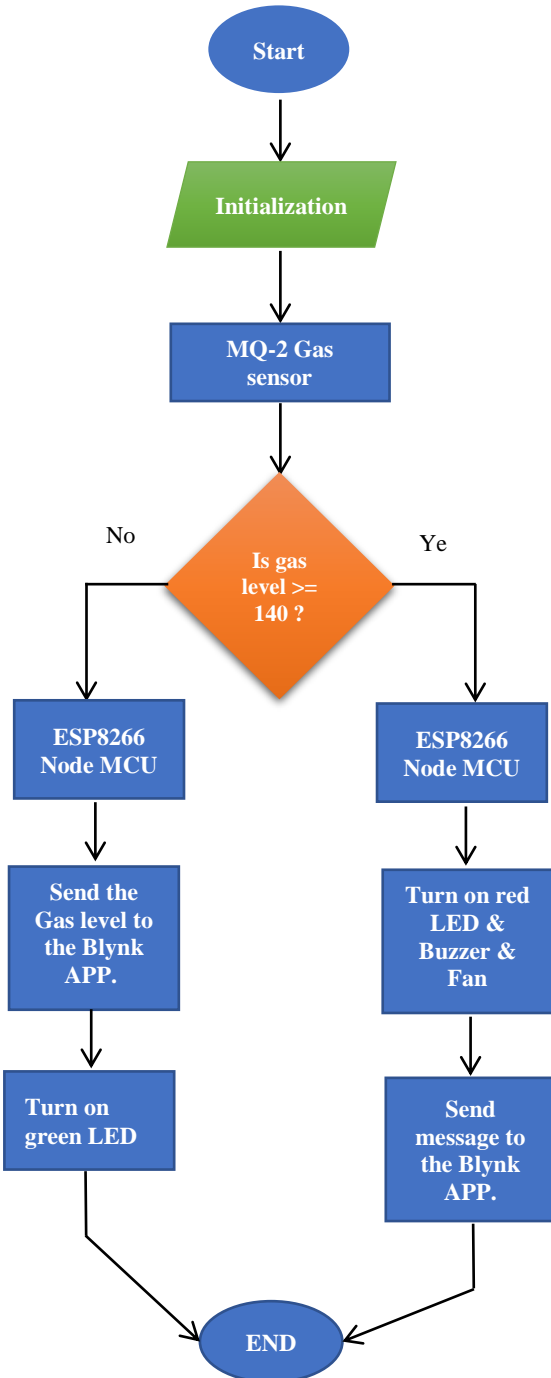 Start
Initialization
MQ-2 Gas
sensor
Is gas
level >=
140 ?
No
Ye
ESP8266
Node MCU
Send the
Gas level to
the Blynk
APP.
Turn on
green LED
ESP8266
Node MCU
Turn on red
LED &
Buzzer &
Fan
Send
message to
the Blynk
APP.
END